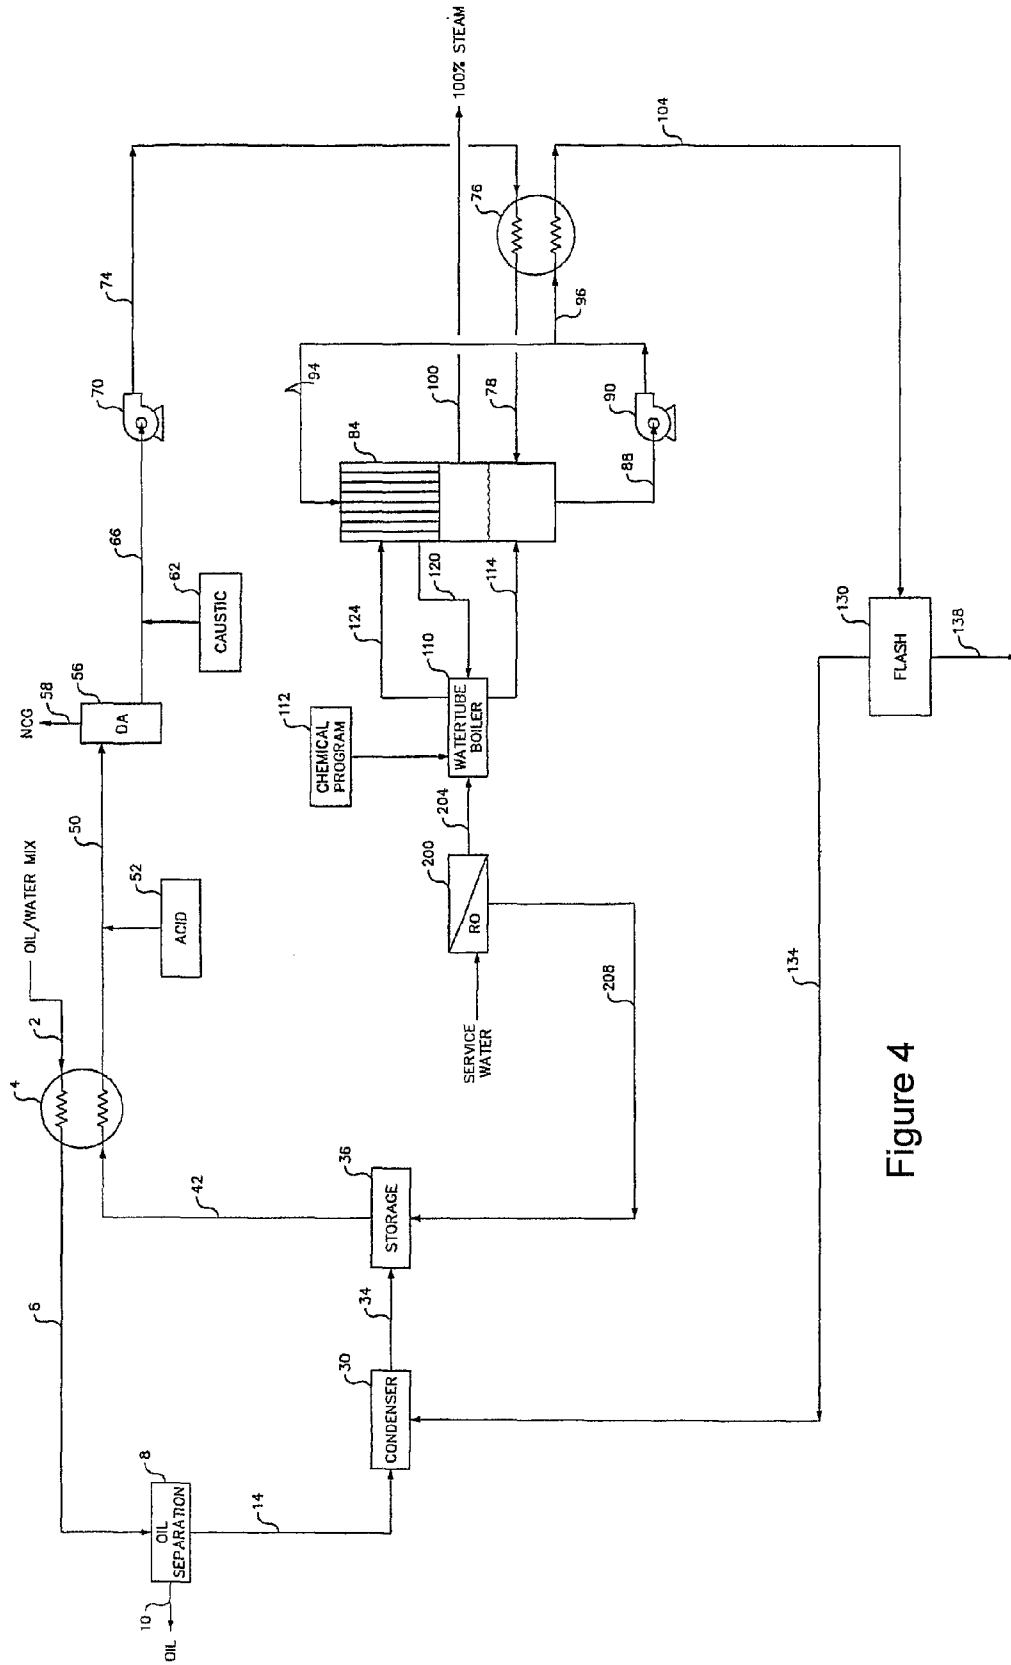 OIL/WATER MIX
2
4
6
8
OIL
SEPARATION
10
OIL
14
30
CONDENSER
34
36
STORAGE
42
50
52
ACID
NCG
58
56
DA
66
62
CAUSTIC
70
74
SERVICE
WATER
200
RO
204
208
112
CHEMICAL
PROGRAM
110
WATERTUBE
BOILER
124
120
114
84
94
100
100% STEAM
78
88
90
96
76
104
130
FLASH
138
134
Figure 4